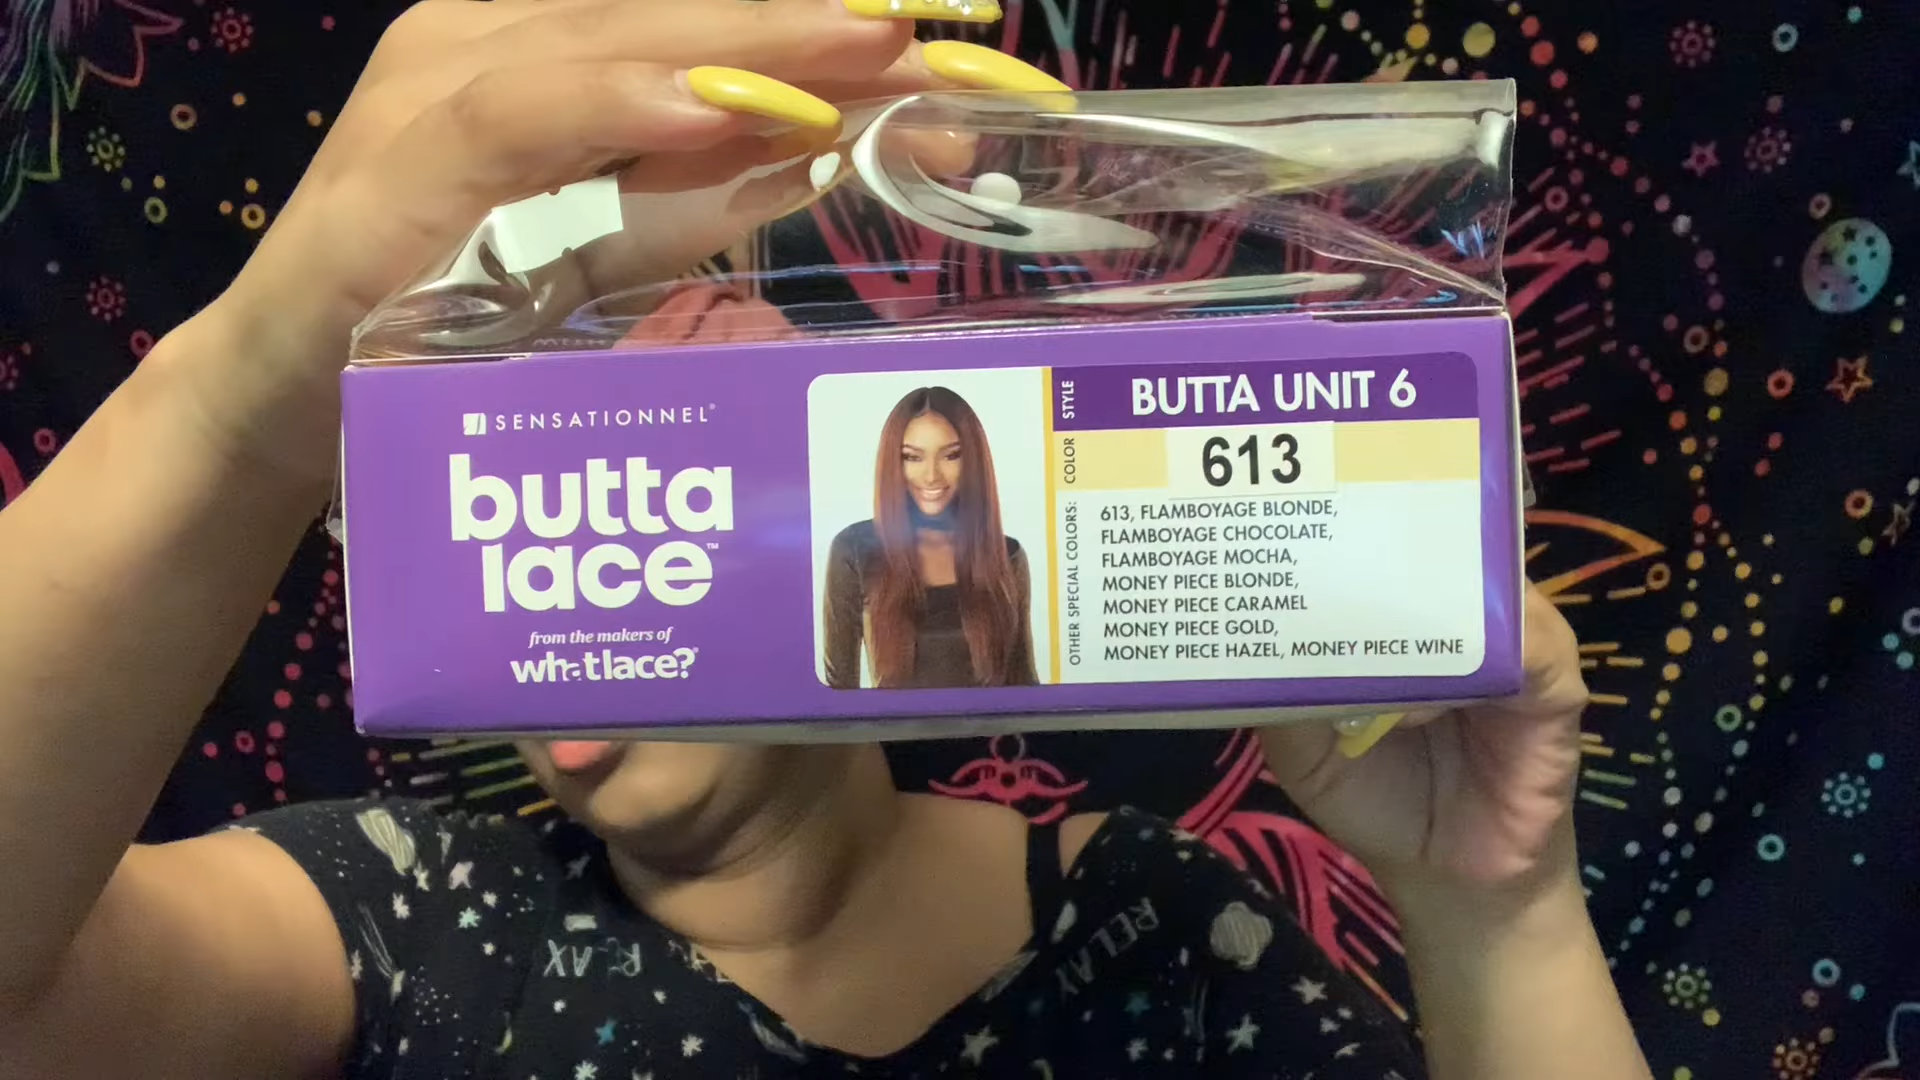 SENSATIONNEL®
butta
lace™
from the makers of
whatlace?®
STYLE
BUTTA UNIT 6
COLOR
613
OTHER SPECIAL COLORS:
613, FLAMBOYAGE BLONDE,
FLAMBOYAGE CHOCOLATE,
FLAMBOYAGE MOCHA,
MONEY PIECE BLONDE,
MONEY PIECE CARAMEL
MONEY PIECE GOLD,
MONEY PIECE HAZEL, MONEY PIECE WINE
RELAX
RELAX